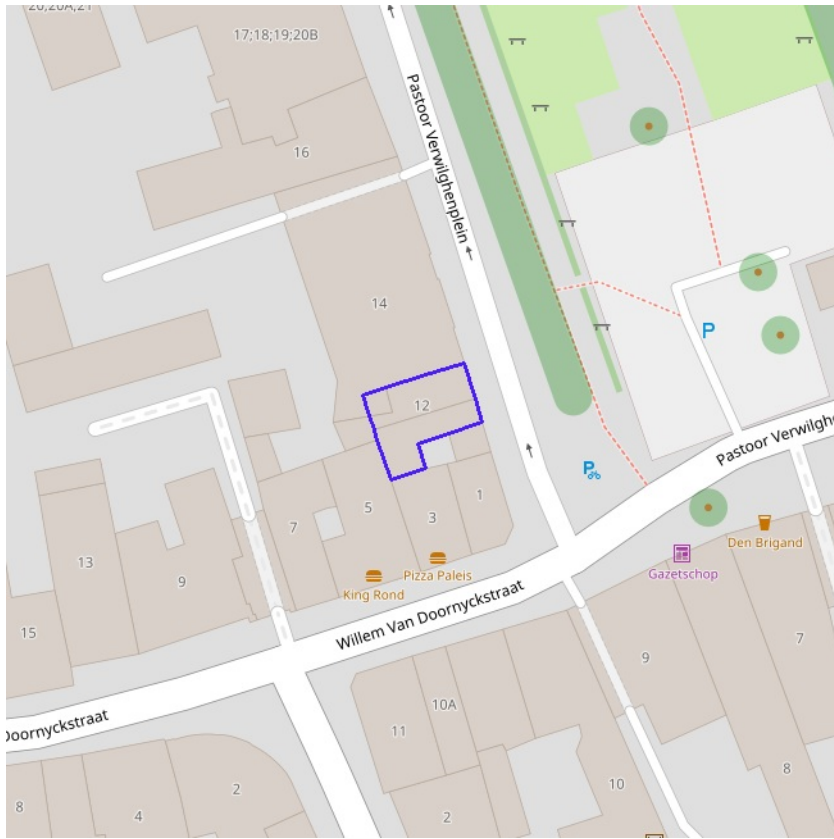 20;20A;21
17;18;19;20B
16
Pastoor Verwilghenplein
14
12
P
P
Pastoor Verwilghe
1
5
3
7
Den Brigand
Pizza Paleis
King Rond
Gazetschop
13
9
15
Willem Van Doornyckstraat
7
9
10A
11
Doornyckstraat
2
8
10
8
4
2